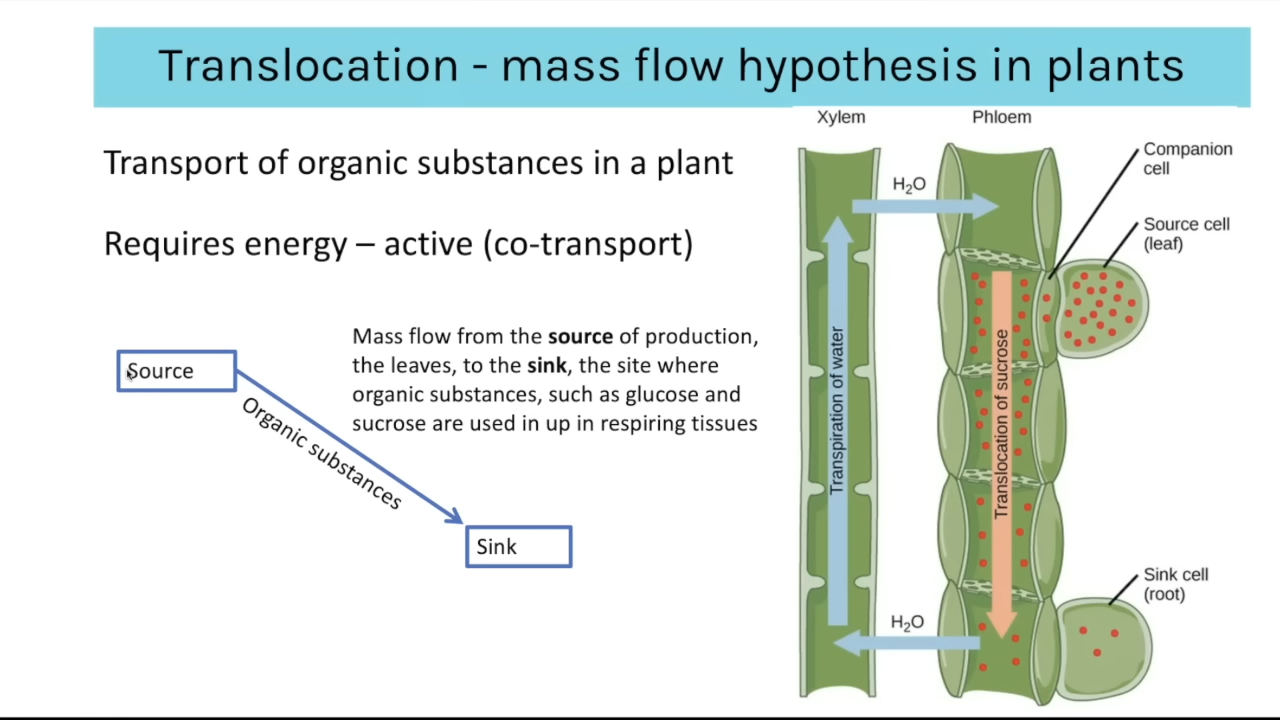 Translocation - mass flow hypothesis in plants
Transport of organic substances in a plant
Requires energy – active (co-transport)
Mass flow from the source of production,
the leaves, to the sink, the site where
organic substances, such as glucose and
sucrose are used in up in respiring tissues
Source
Organic substances
Sink
Xylem
Phloem
H₂O
Companion
cell
Source cell
(leaf)
Transpiration of water
Translocation of sucrose
H₂O
Sink cell
(root)